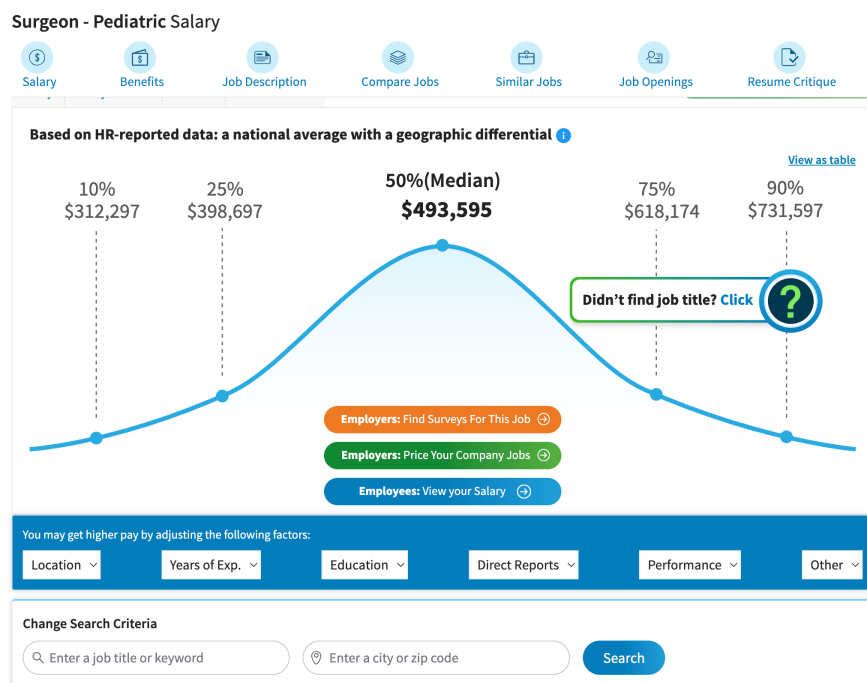 Surgeon - Pediatric Salary
Salary
Benefits
Job Description
Compare Jobs
Similar Jobs
Job Openings
Resume Critique
Based on HR-reported data: a national average with a geographic differential
View as table
10%
$312,297
25%
$398,697
50%(Median)
$493,595
75%
$618,174
90%
$731,597
Didn't find job title? Click
?
Employers: Find Surveys For This Job
Employers: Price Your Company Jobs
Employees: View your Salary
You may get higher pay by adjusting the following factors:
Location
Years of Exp.
Education
Direct Reports
Performance
Other
Change Search Criteria
Enter a job title or keyword
Enter a city or zip code
Search